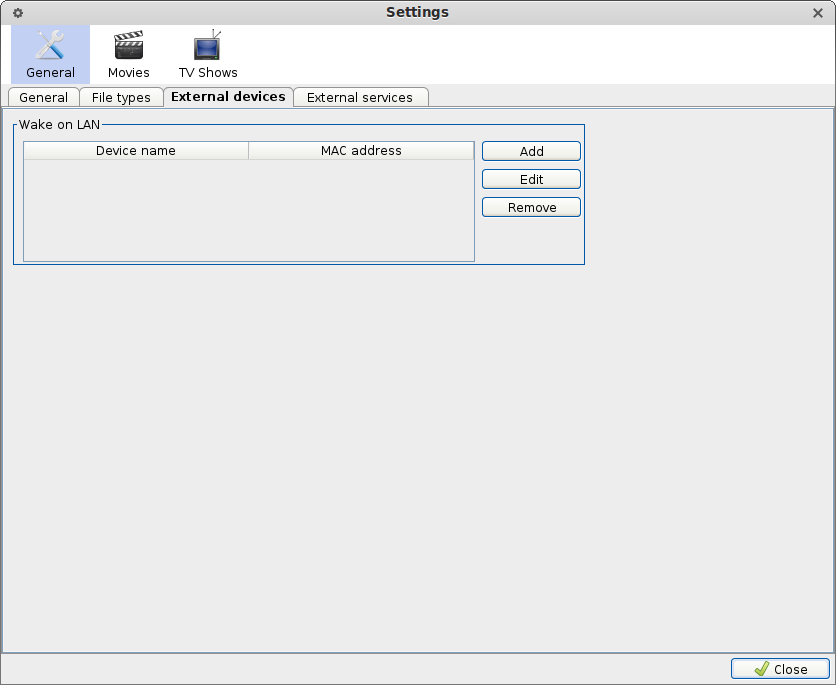 Settings
General Movies TV Shows
General File types External devices External services
Wake on LAN
Device name MAC address Add
Edit
Remove
Close